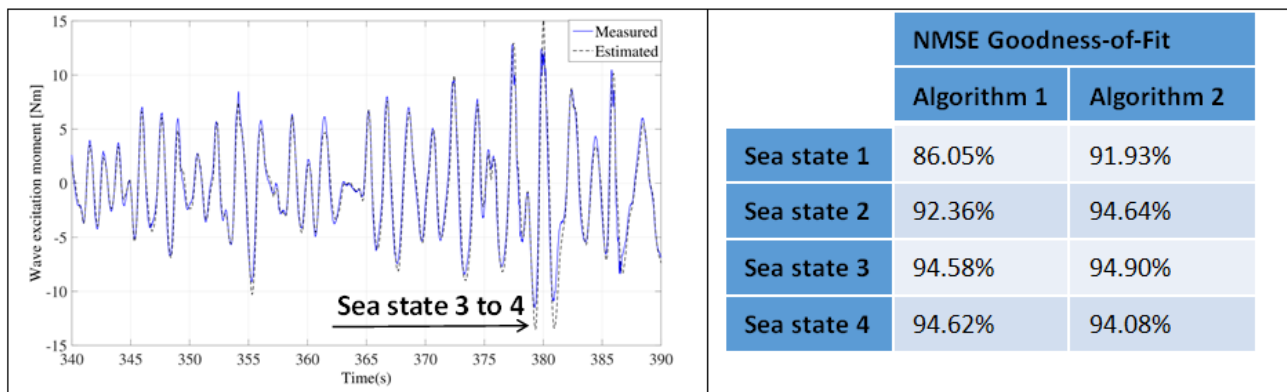 15
10
5
0
-5
-10
-15
Wave excitation moment [Nm]
Measured
Estimated
Sea state 3 to 4
340 345 350 355 360 365 370 375 380 385 390
Time(s)
NMSE Goodness-of-Fit
Algorithm 1 Algorithm 2
Sea state 1 86.05% 91.93%
Sea state 2 92.36% 94.64%
Sea state 3 94.58% 94.90%
Sea state 4 94.62% 94.08%